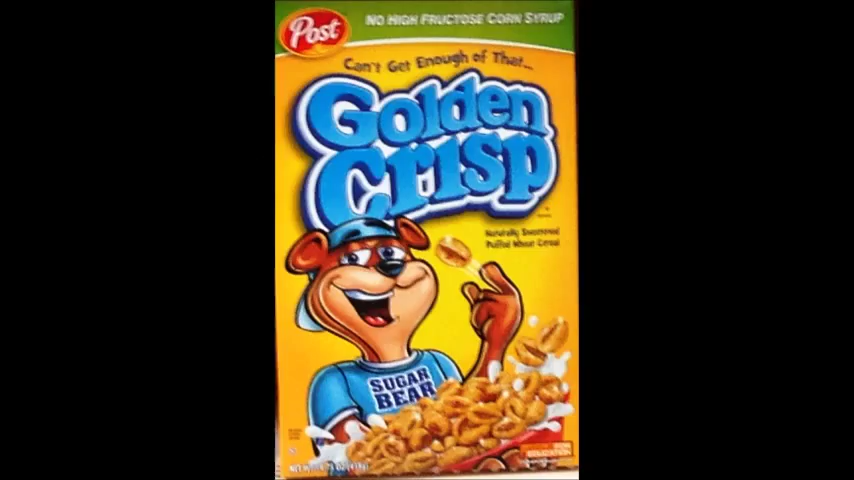 Post
NO HIGH FRUCTOSE CORN SYRUP
Can't Get Enough of That...
Golden
Crisp
Naturally Sweetened
Puffed Wheat Cereal
SUGAR
BEAR
EDUCATION